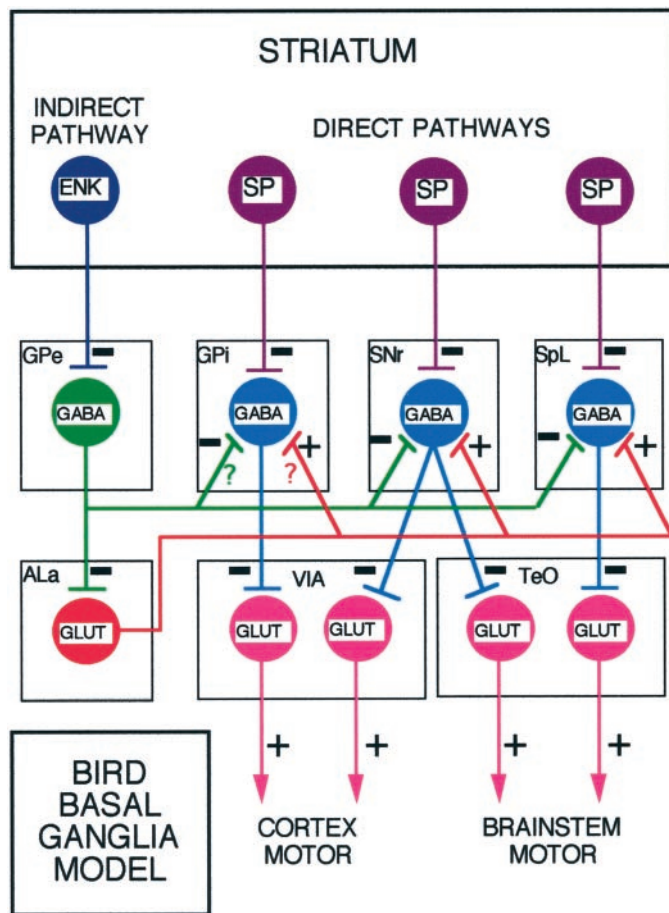 STRIATUM
INDIRECT
PATHWAY
DIRECT PATHWAYS
ENK
SP
SP
SP
GPe
GPi
SNr
SpL
GABA
GABA
GABA
GABA
+
+
+
?
?
ALa
VIA
TeO
GLUT
GLUT
GLUT
GLUT
GLUT
+
+
+
+
BIRD
BASAL
GANGLIA
MODEL
CORTEX
MOTOR
BRAINSTEM
MOTOR